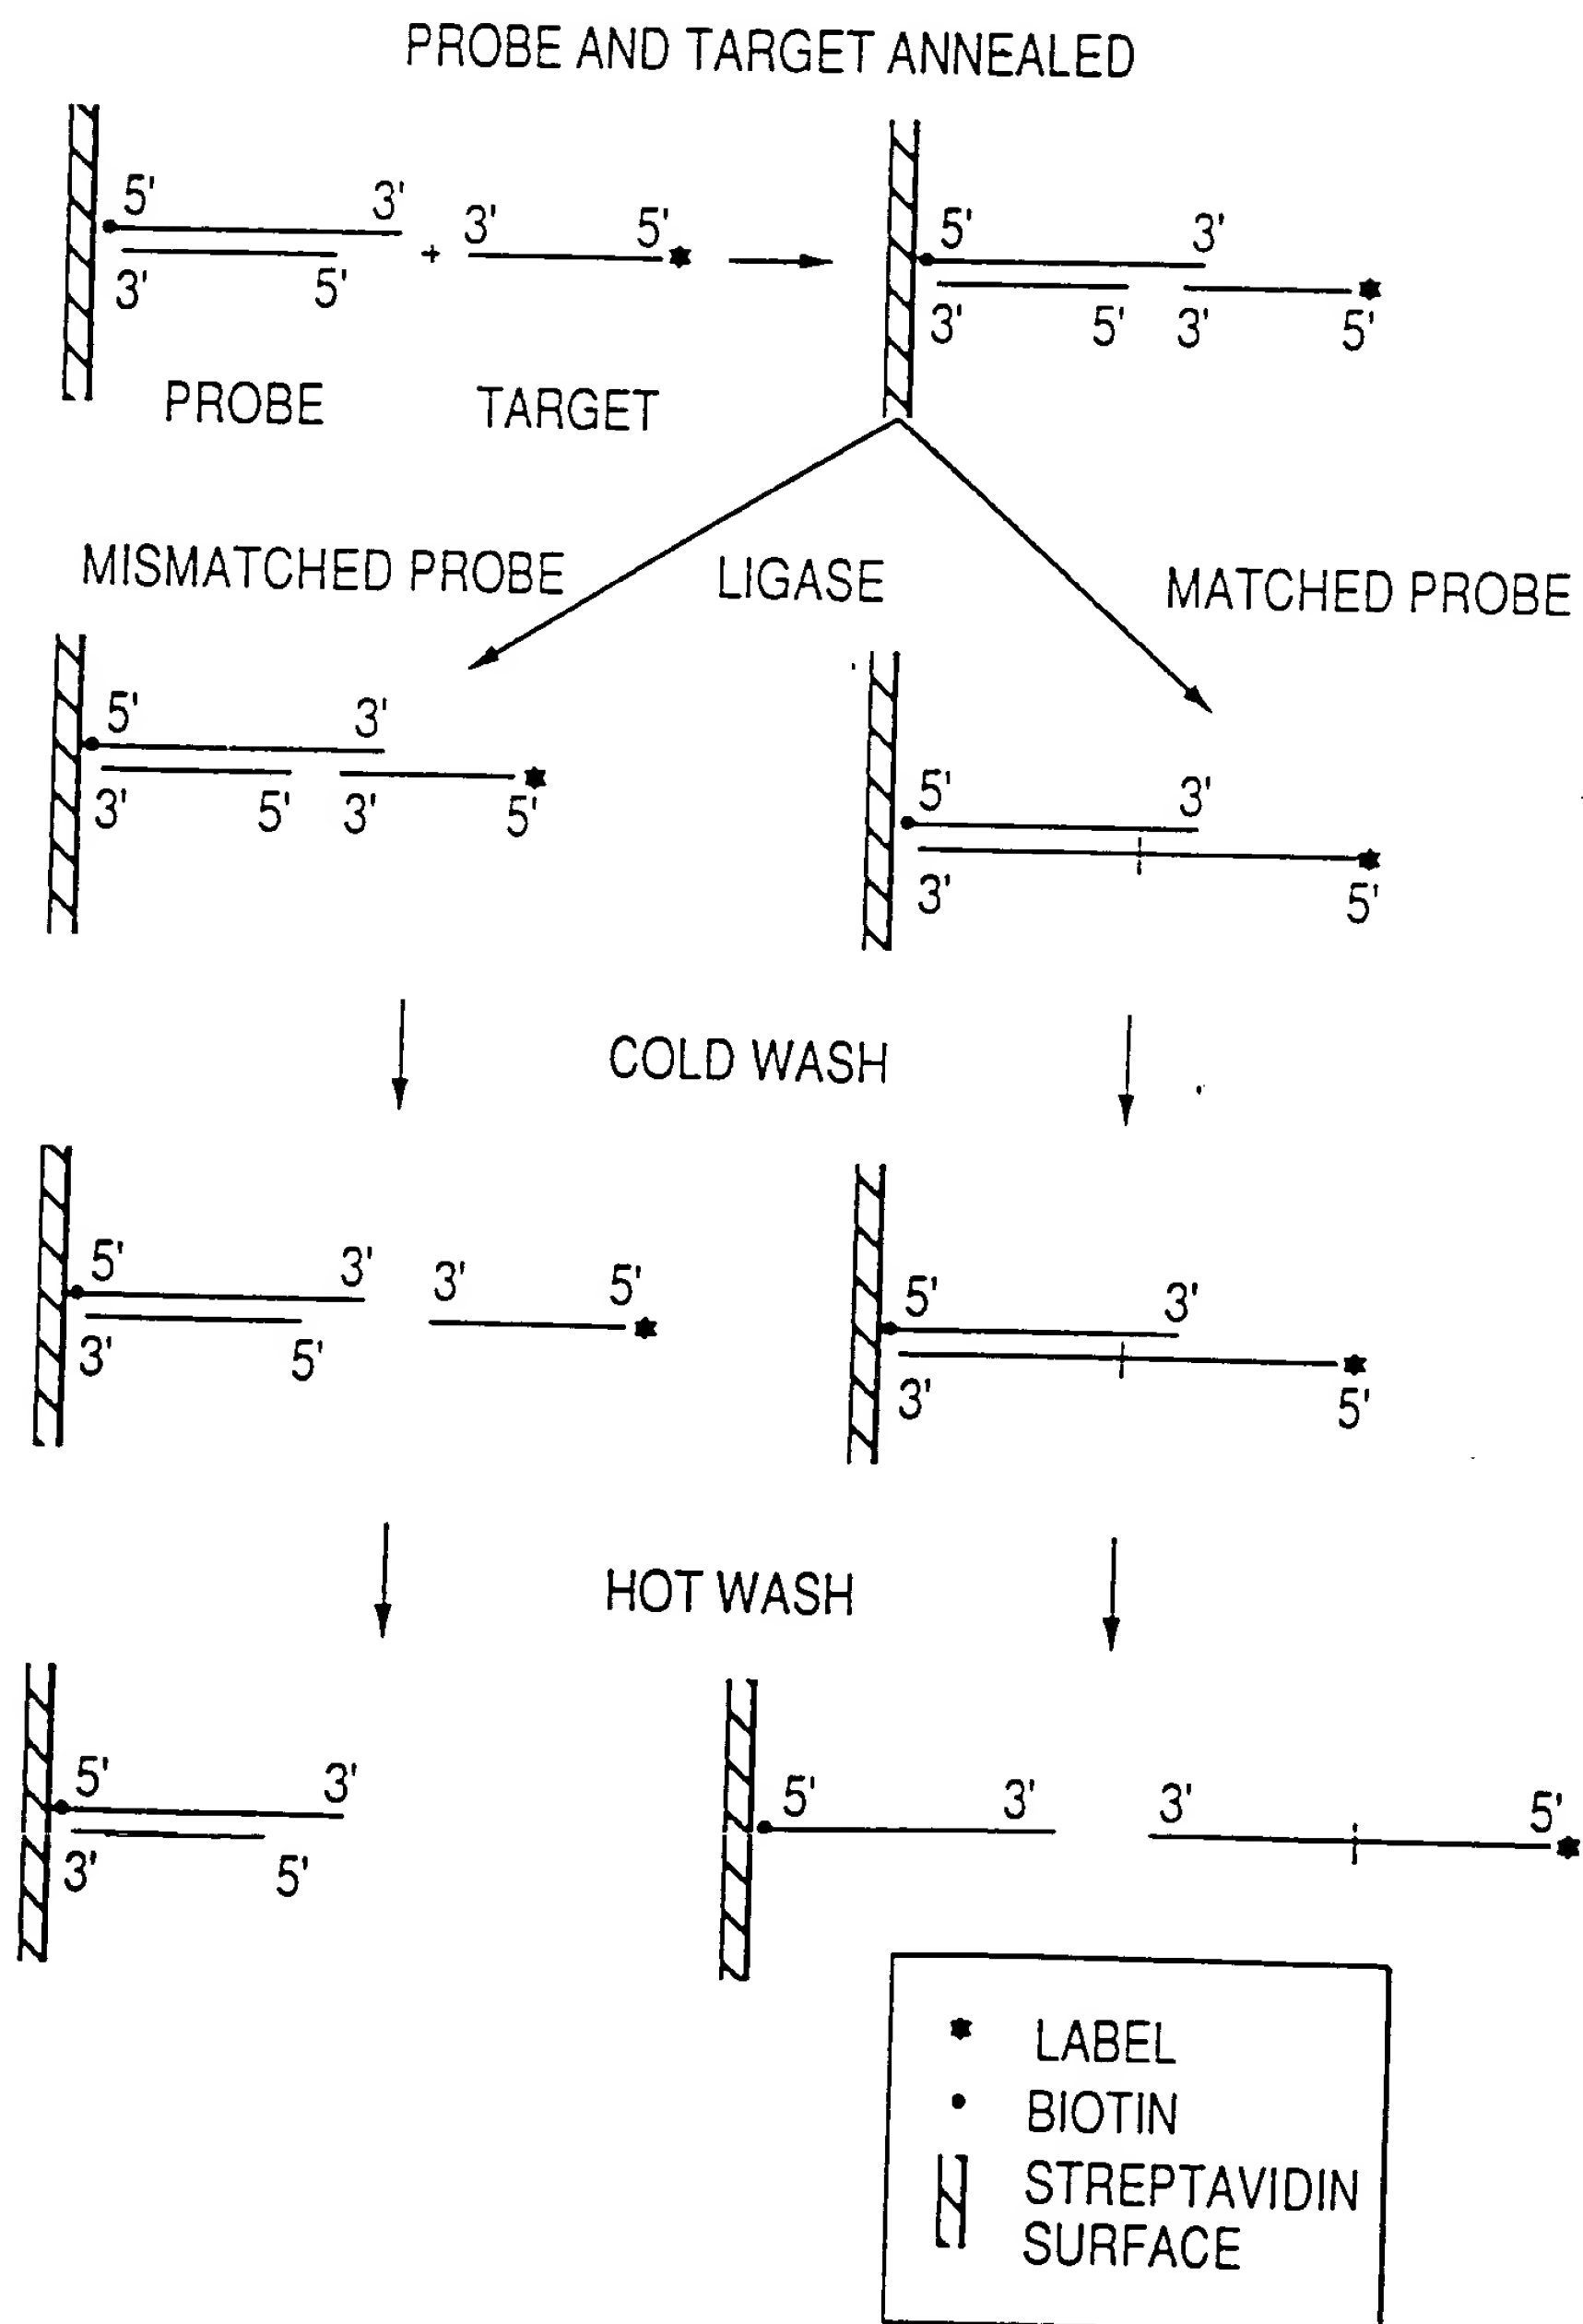 PROBE AND TARGET ANNEALED
5' 3' + 3' 5'
3' 5'
5' 3'
3' 5' 3' 5'
PROBE TARGET
MISMATCHED PROBE LIGASE MATCHED PROBE
5' 3'
3' 5' 3' 5'
5' 3'
3' 5'
COLD WASH
5' 3' 3' 5'
3' 5'
5' 3'
3' 5'
HOT WASH
5' 3'
3' 5'
5' 3' 3' 5'
LABEL
BIOTIN
STREPTAVIDIN
SURFACE